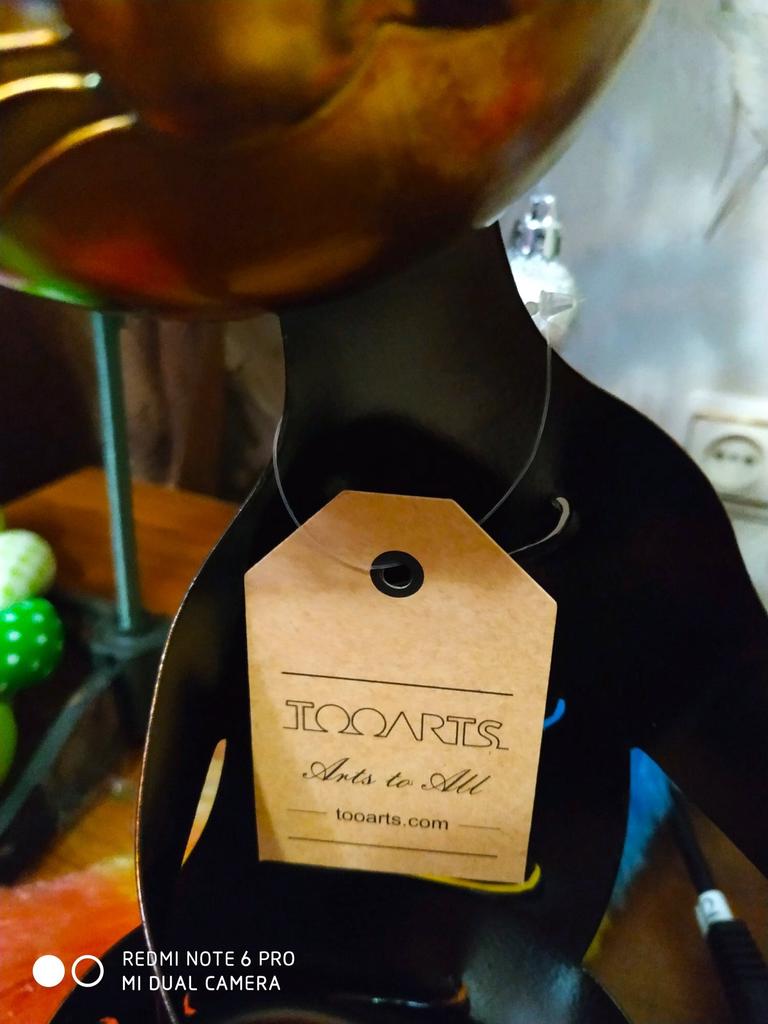 TOOARTS
Arts to All
tooarts.com
REDMI NOTE 6 PRO
MI DUAL CAMERA